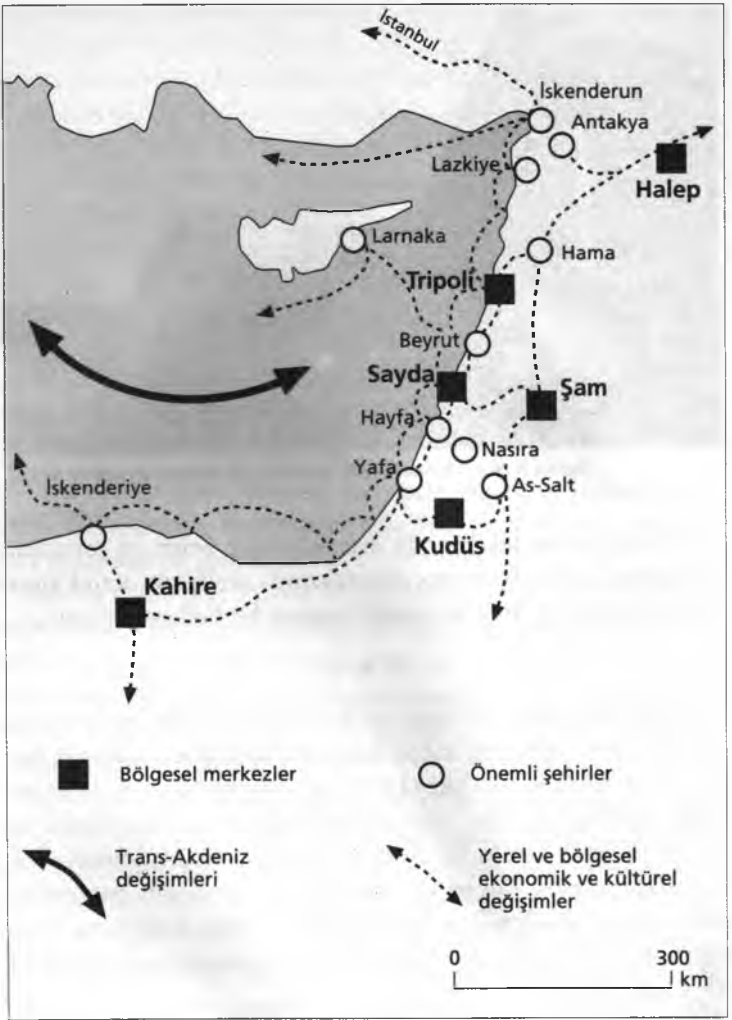 İstanbul
İskenderun
Antakya
Lazkiye
Halep
Larnaka
Hama
Tripoli
Beyrut
Sayda
Şam
Hayfa
Nasıra
Yafa
As-Salt
İskenderiye
Kudüs
Kahire
Bölgesel merkezler
Önemli şehirler
Trans-Akdeniz
değişimleri
Yerel ve bölgesel
ekonomik ve kültürel
değişimler
0 300
km